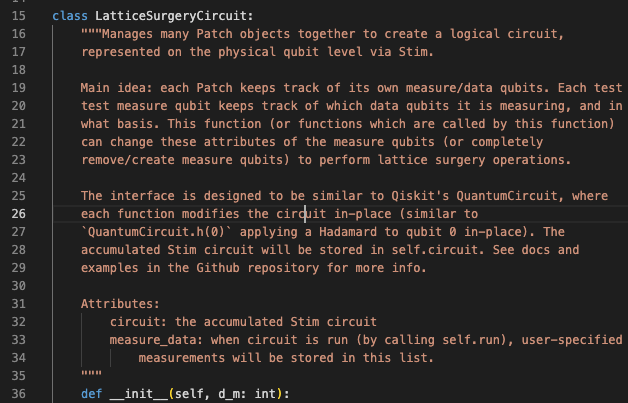 15 class LatticeSurgeryCircuit:
16 """Manages many Patch objects together to create a logical circuit,
17 represented on the physical qubit level via Stim.
18
19 Main idea: each Patch keeps track of its own measure/data qubits. Each test
20 test measure qubit keeps track of which data qubits it is measuring, and in
21 what basis. This function (or functions which are called by this function)
22 can change these attributes of the measure qubits (or completely
23 remove/create measure qubits) to perform lattice surgery operations.
24
25 The interface is designed to be similar to Qiskit's QuantumCircuit, where
26 each function modifies the circuit in-place (similar to
27 `QuantumCircuit.h(0)` applying a Hadamard to qubit 0 in-place). The
28 accumulated Stim circuit will be stored in self.circuit. See docs and
29 examples in the Github repository for more info.
30
31 Attributes:
32 circuit: the accumulated Stim circuit
33 measure_data: when circuit is run (by calling self.run), user-specified
34 measurements will be stored in this list.
35 """
36 def __init__(self, d_m: int):